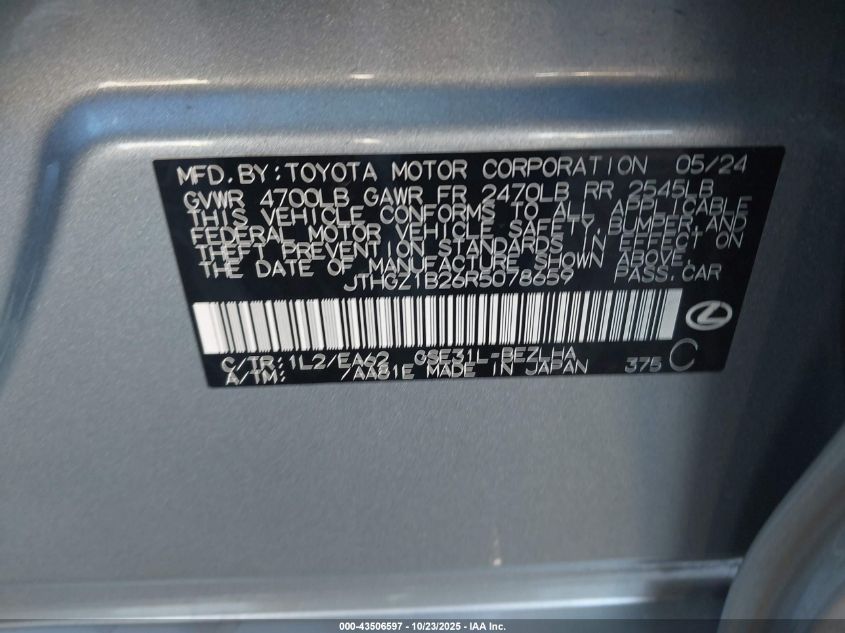 MFD.BY:TOYOTA MOTOR CORPORATION 05/24
GVWR 4700LB GAWR FR 2470LB RR 2545LB
THIS VEHICLE CONFORMS TO ALL APPLICABLE
FEDERAL MOTOR VEHICLE SAFETY,BUMPER,AND
THEFT PREVENTION STANDARDS IN EFFECT ON
THE DATE OF MANUFACTURE SHOWN ABOVE.
JTHGZ1B26R5078659 PASS.CAR
C/TR:1L2/EA62 GSE31L-BEZLHA
A/TM: /AA81E MADE IN JAPAN 375 C
000-43506597 - 10/23/2025 - IAA Inc.